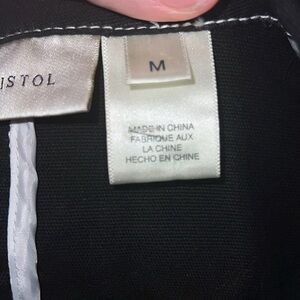 ISTOL
M
MADE IN CHINA
FABRIQUE AUX
LA CHINE
HECHO EN CHINE